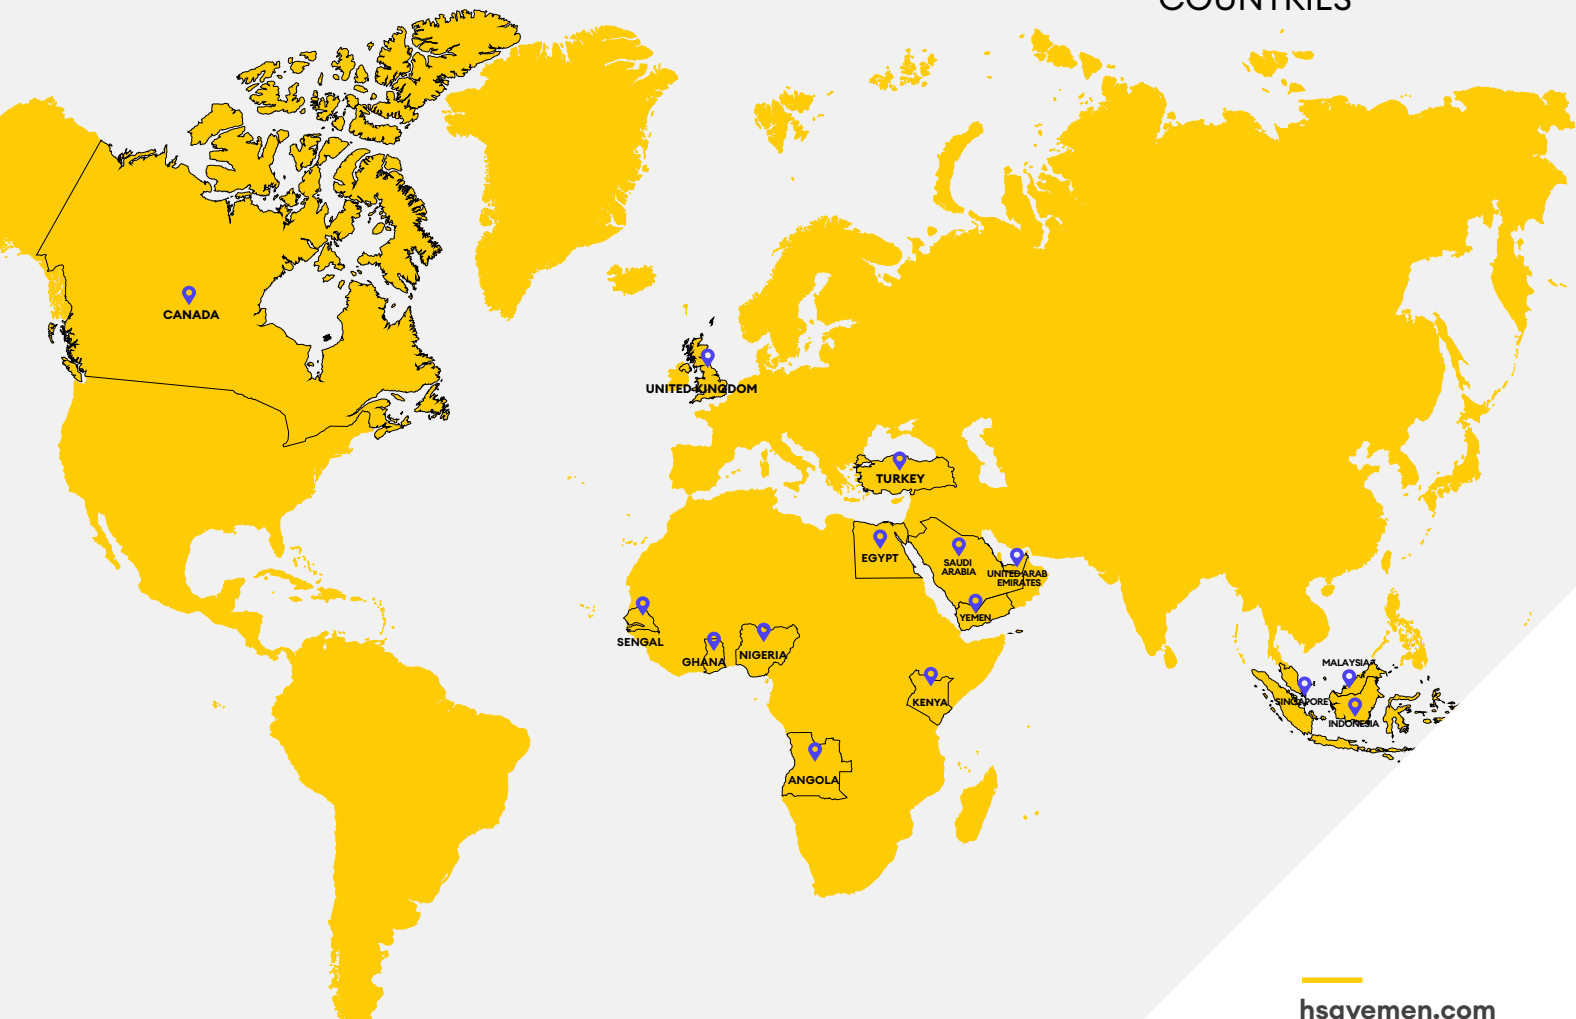 COUNTRIES
CANADA
UNITED KINGDOM
TURKEY
EGYPT
SAUDI
ARABIA
UNITED ARAB
EMIRATES
YEMEN
SENGAL
GHANA
NIGERIA
KENYA
ANGOLA
MALAYSIA
SINGAPORE
INDONESIA
hsayemen.com